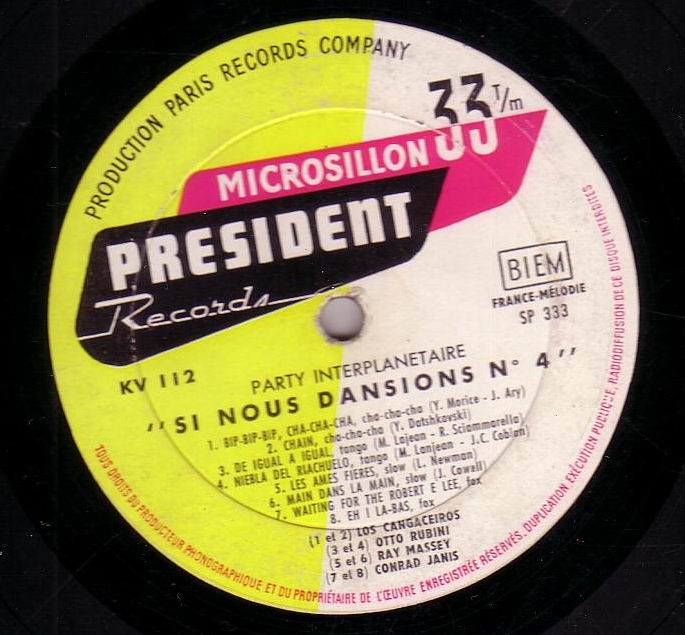 PRODUCTION PARIS RECORDS COMPANY
33 T/m
MICROSILLON
PRESIDENT
Records
BIEM
FRANCE-MÉLODIE
SP 333
KV 112
PARTY INTERPLANETAIRE
"SI NOUS DANSIONS N° 4"
1. BIP-BIP-BIP, CHA-CHA-CHA, cha-cha-cha (Y. Morice - J. Ary)
2. CHAIN, cha-cha-cha (Y. Datshkovski)
3. DE IGUAL A IGUAL, tango (M. Lajean - R. Sciammarella)
4. NIEBLA DEL RIACHUELO, tango (M. Lanjean - J.C. Cobian)
5. LES AMES FIERES, slow (L. Newman)
6. MAIN DANS LA MAIN, slow (J. Cowell)
7. WAITING FOR THE ROBERT E LEE, fox
8. EH ! LA-BAS, fox
(1 et 2) LOS CANGACEIROS
(3 et 4) OTTO RUBINI
(5 et 6) RAY MASSEY
(7 et 8) CONRAD JANIS
TOUS DROITS DU PRODUCTEUR PHONOGRAPHIQUE ET DU PROPRIÉTAIRE DE L'ŒUVRE ENREGISTRÉE RÉSERVÉS. DUPLICATION EXÉCUTION PUBLIQUE, RADIODIFFUSION DE CE DISQUE INTERDITES